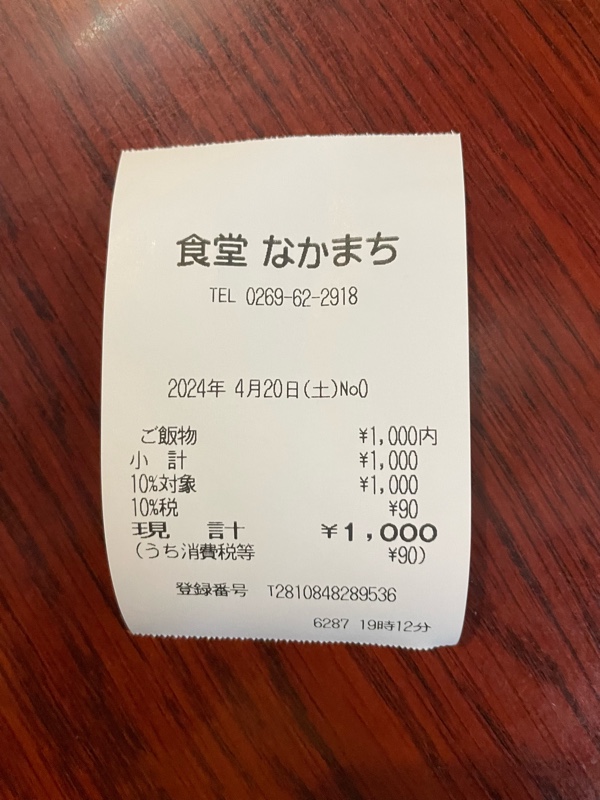 食堂 なかまち
TEL 0269-62-2918
2024年 4月20日(土)No0
ご飯物 ¥1,000内
小 計 ¥1,000
10%対象 ¥1,000
10%税 ¥90
現 計 ¥1,000
(うち消費税等 ¥90)
登録番号 T2810848289536
6287 19時12分